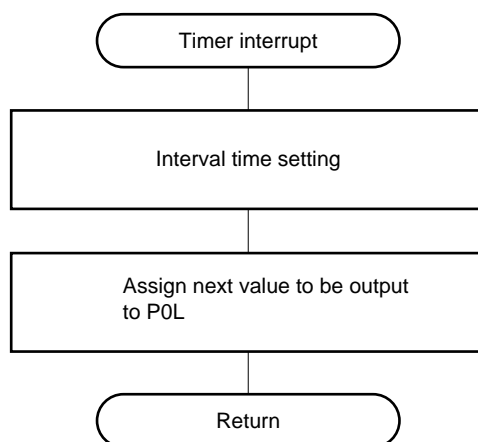 Timer interrupt
Interval time setting
Assign next value to be output
to P0L
Return